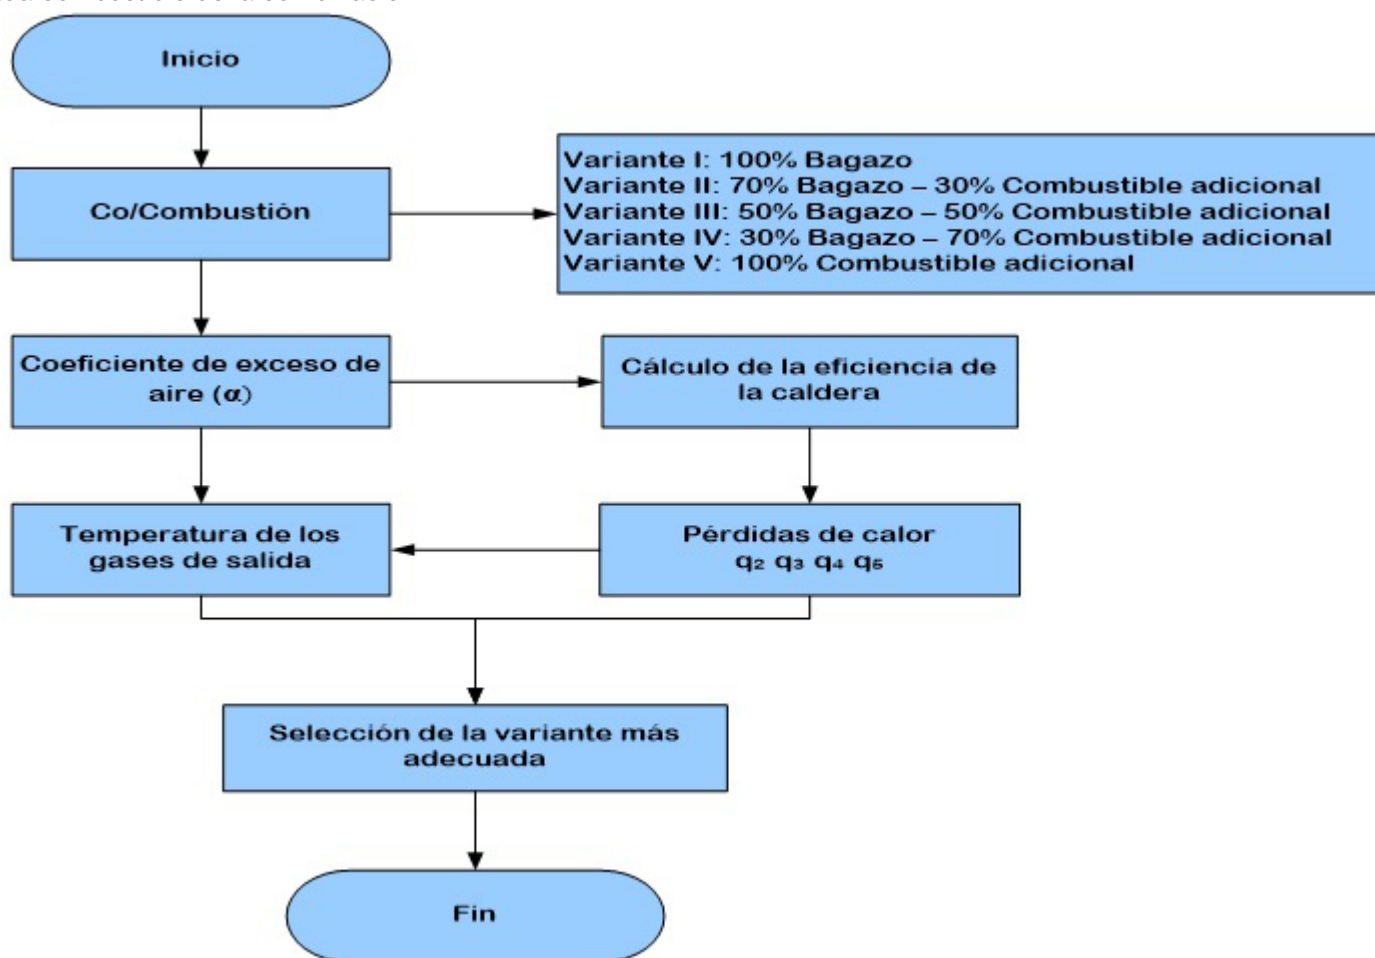 Inicio
Co/Combustión
Variante I: 100% Bagazo
Variante II: 70% Bagazo – 30% Combustible adicional
Variante III: 50% Bagazo – 50% Combustible adicional
Variante IV: 30% Bagazo – 70% Combustible adicional
Variante V: 100% Combustible adicional
Coeficiente de exceso de
aire (α)
Cálculo de la eficiencia de
la caldera
Temperatura de los
gases de salida
Pérdidas de calor
q₂ q₃ q₄ q₅
Selección de la variante más
adecuada
Fin